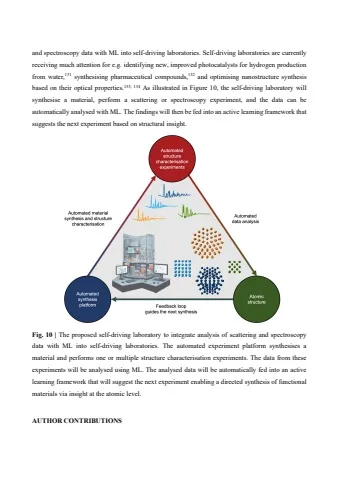 and spectroscopy data with ML into self-driving laboratories. Self-driving laboratories are currently
receiving much attention for e.g. identifying new, improved photocatalysts for hydrogen production
from water,151 synthesising pharmaceutical compounds,152 and optimising nanostructure synthesis
based on their optical properties.153, 154 As illustrated in Figure 10, the self-driving laboratory will
synthesise a material, perform a scattering or spectroscopy experiment, and the data can be
automatically analysed with ML. The findings will then be fed into an active learning framework that
suggests the next experiment based on structural insight.
Automated
structure
characterisation
experiments
Automated material
synthesis and structure
characterisation
Automated
data analysis
Automated
synthesis
platform
Atomic
structure
Feedback loop
guides the next synthesis
Fig. 10 | The proposed self-driving laboratory to integrate analysis of scattering and spectroscopy
data with ML into self-driving laboratories. The automated experiment platform synthesises a
material and performs one or multiple structure characterisation experiments. The data from these
experiments will be analysed using ML. The analysed data will be automatically fed into an active
learning framework that will suggest the next experiment enabling a directed synthesis of functional
materials via insight at the atomic level.
AUTHOR CONTRIBUTIONS